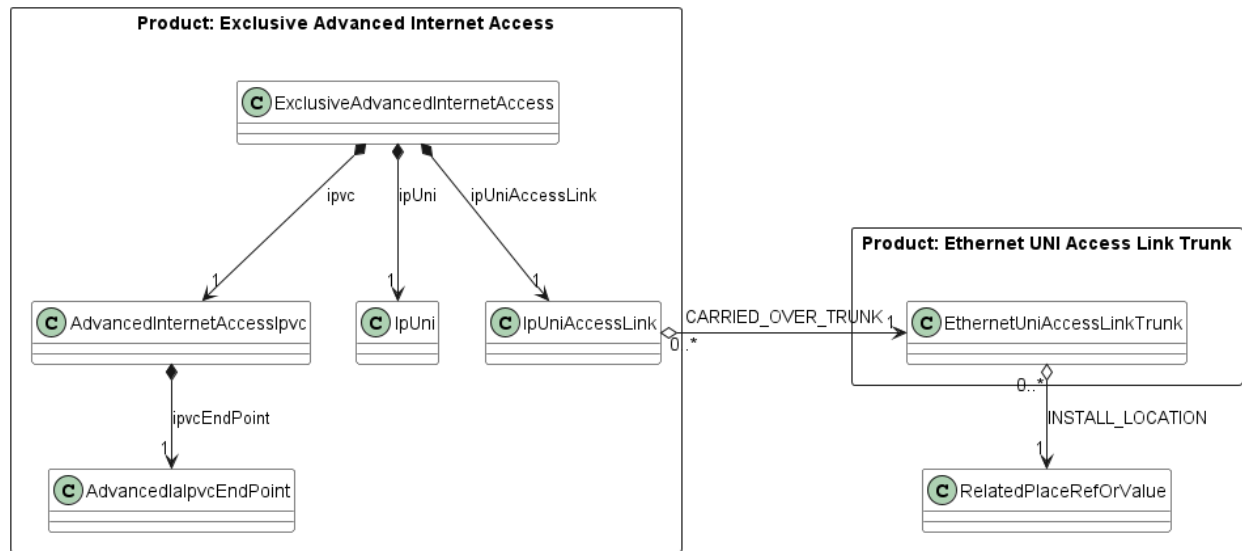 Product: Exclusive Advanced Internet Access
C ExclusiveAdvancedInternetAccess
ipvc
ipUni
ipUniAccessLink
Product: Ethernet UNI Access Link Trunk
1
1
1
C AdvancedInternetAccessIpvc
C IpUni
C IpUniAccessLink
CARRIED_OVER_TRUNK
0..*
1
C EthernetUniAccessLinkTrunk
0..*
ipvcEndPoint
INSTALL_LOCATION
1
1
C AdvancedIaIpvcEndPoint
C RelatedPlaceRefOrValue